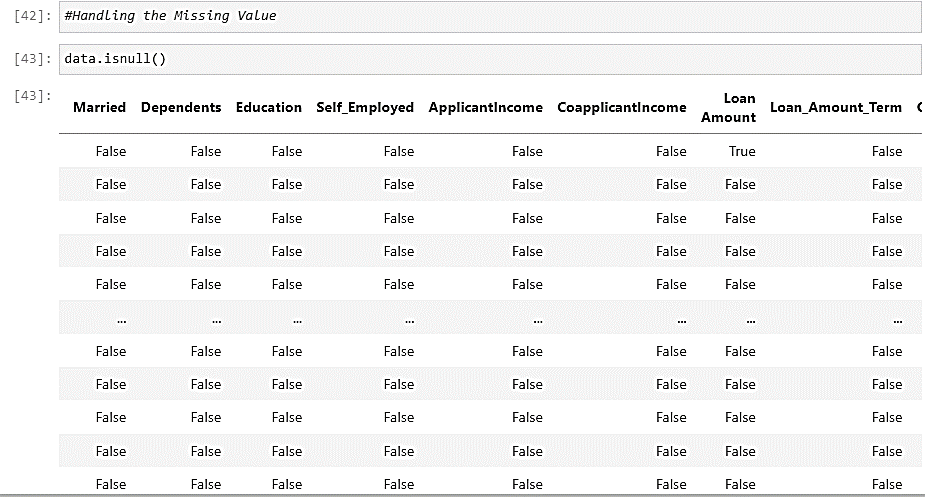 [42]: #Handling the Missing Value
[43]: data.isnull()
[43]:
Married Dependents Education Self_Employed ApplicantIncome CoapplicantIncome Loan Amount Loan_Amount_Term
False False False False False False True False
False False False False False False False False
False False False False False False False False
False False False False False False False False
False False False False False False False False
... ... ... ... ... ... ... ...
False False False False False False False False
False False False False False False False False
False False False False False False False False
False False False False False False False False
False False False False False False False False